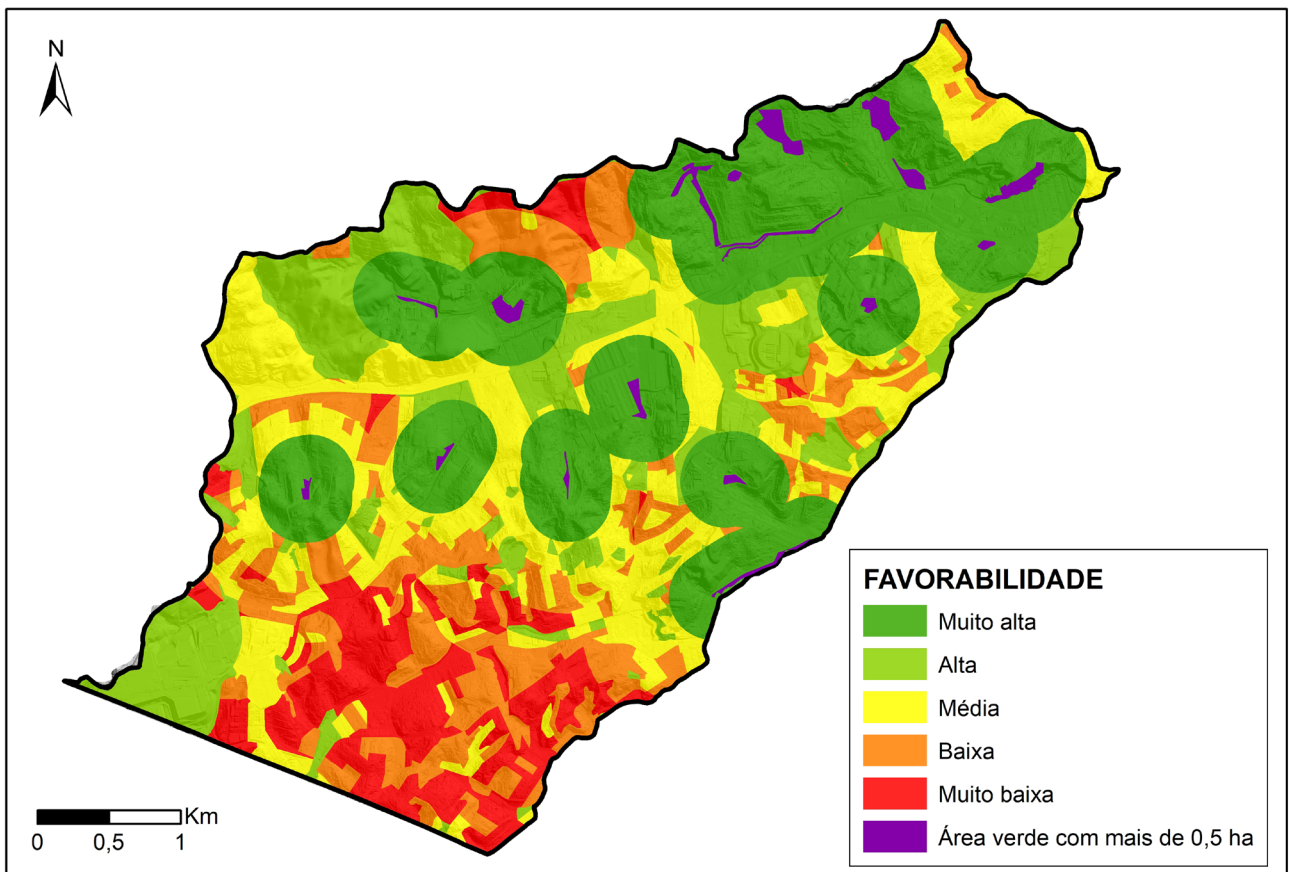 N
FAVORABILIDADE
Muito alta
Alta
Média
Baixa
Muito baixa
Área verde com mais de 0,5 ha
Km
0 0,5 1